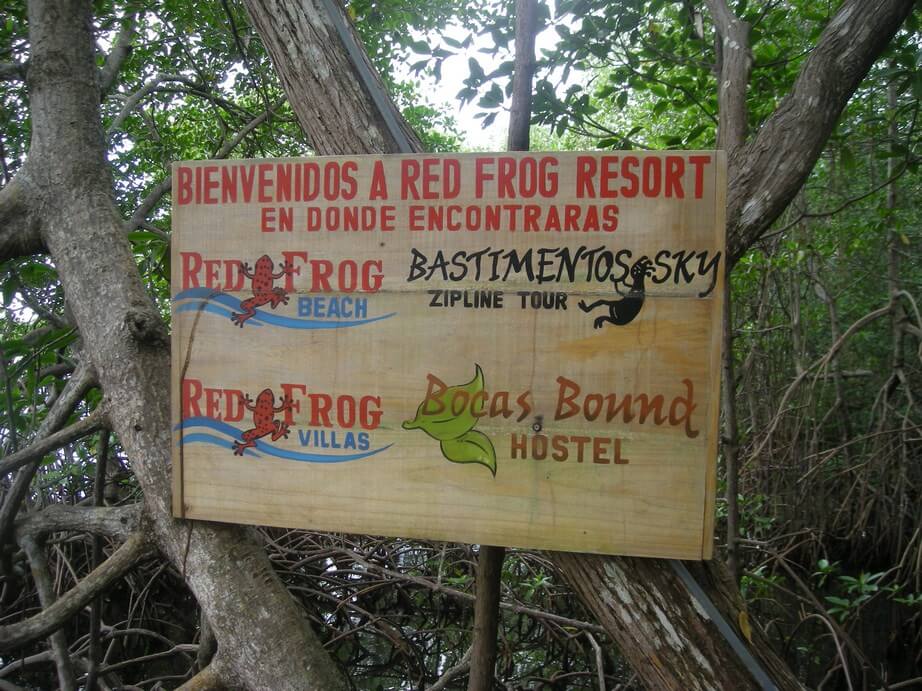 BIENVENIDOS A RED FROG RESORT
EN DONDE ENCONTRARAS
RED FROG
BEACH
BASTIMENTOS SKY
ZIPLINE TOUR
RED FROG
VILLAS
Bocas Bound
HOSTEL